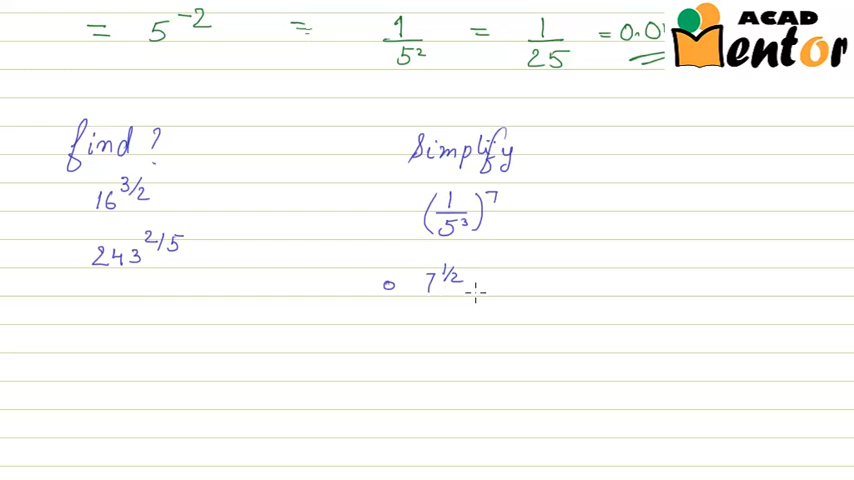 = 5^-2 = 1/5² = 1/25 = 0.0
ACAD
Mentor
find ?
16^3/2
243^2/5
Simplify
(1/5³)^7
7^1/2